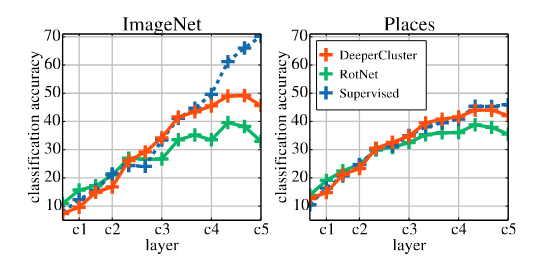 ImageNet
classification accuracy
70
60
50
40
30
20
10
c1 c2 c3 c4 c5
layer
Places
classification accuracy
70
60
50
40
30
20
10
DeeperCluster
RotNet
Supervised
c1 c2 c3 c4 c5
layer